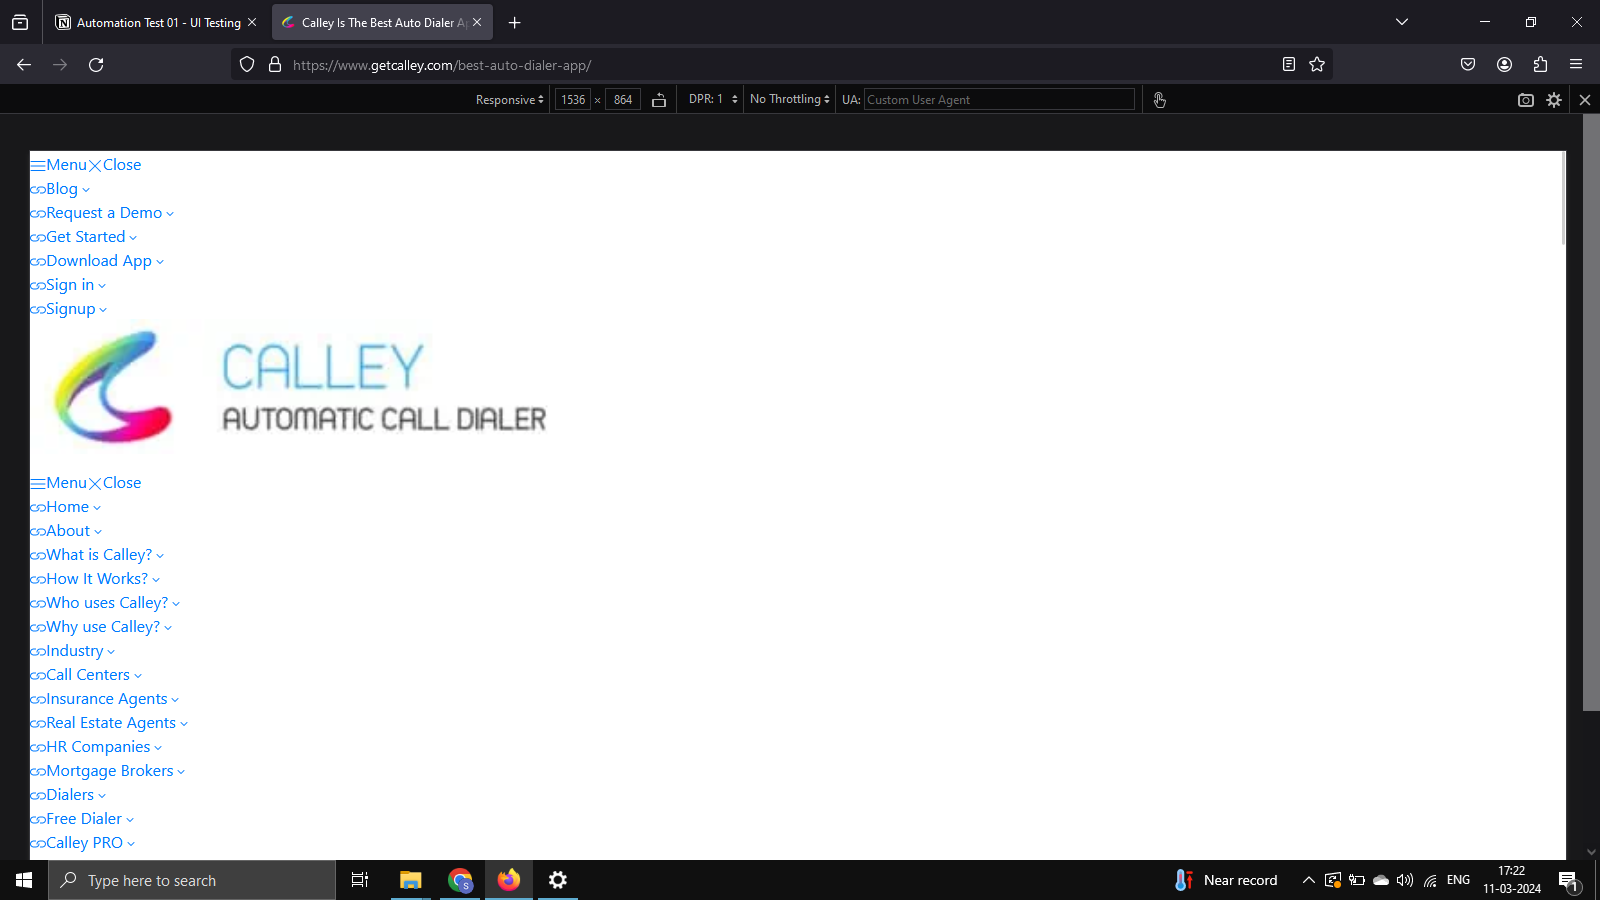 Automation Test 01 - UI Testing
Calley Is The Best Auto Dialer Ap
https://www.getcalley.com/best-auto-dialer-app/
Responsive 1536 × 864 DPR: 1 No Throttling UA: Custom User Agent
Menu Close
Blog
Request a Demo
Get Started
Download App
Sign in
Signup
CALLEY
AUTOMATIC CALL DIALER
Menu Close
Home
About
What is Calley?
How It Works?
Who uses Calley?
Why use Calley?
Industry
Call Centers
Insurance Agents
Real Estate Agents
HR Companies
Mortgage Brokers
Dialers
Free Dialer
Calley PRO
Type here to search
S
Near record
ENG
17:22
11-03-2024
1